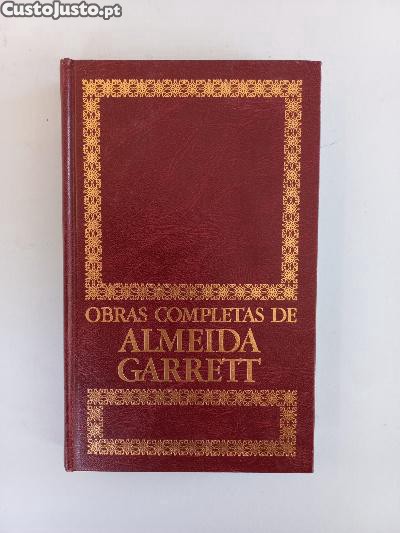 CustoJusto.pt
OBRAS COMPLETAS DE
ALMEIDA
GARRETT